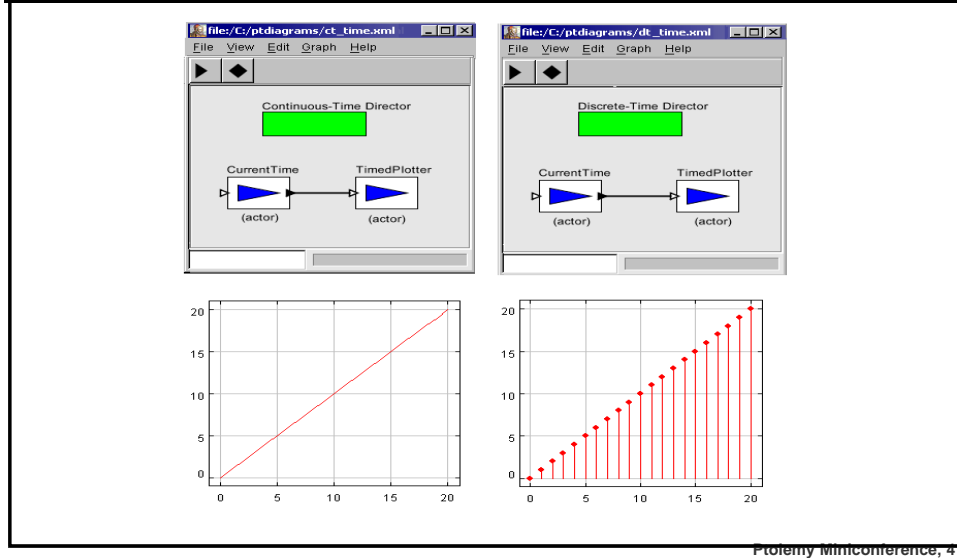 file:/C:/ptdiagrams/ct_time.xml
File View Edit Graph Help
Continuous-Time Director
CurrentTime TimedPlotter
(actor) (actor)
file:/C:/ptdiagrams/dt_time.xml
File View Edit Graph Help
Discrete-Time Director
CurrentTime TimedPlotter
(actor) (actor)
20
15
10
5
0
0 5 10 15 20
20
15
10
5
0
0 5 10 15 20
Ptolemy Miniconference, 4